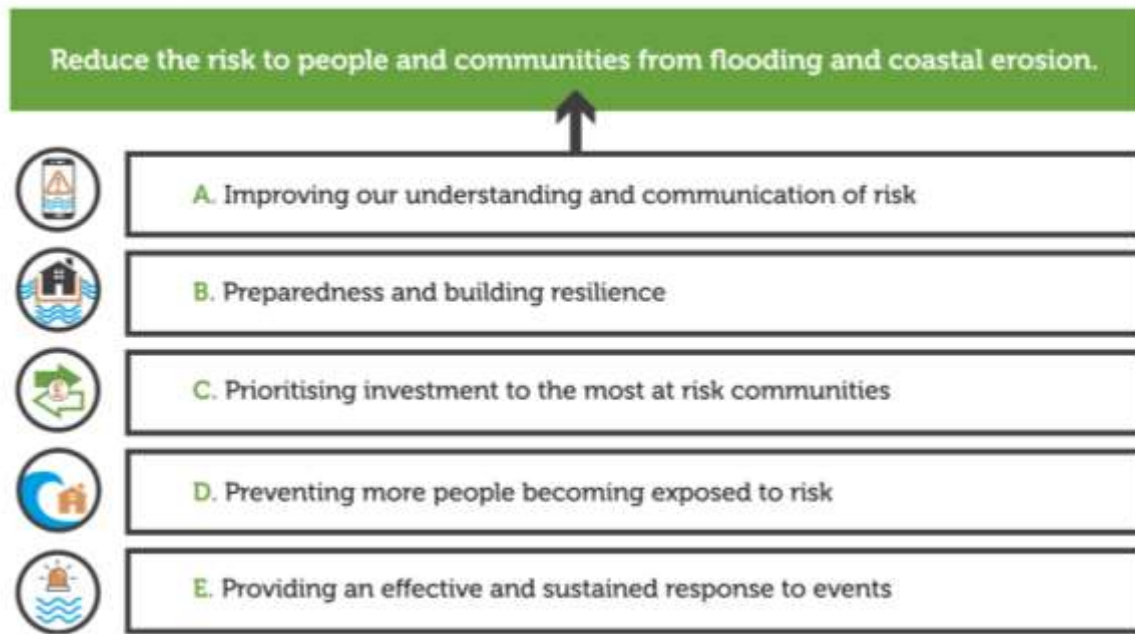 Reduce the risk to people and communities from flooding and coastal erosion.
A. Improving our understanding and communication of risk
B. Preparedness and building resilience
£
C. Prioritising investment to the most at risk communities
D. Preventing more people becoming exposed to risk
E. Providing an effective and sustained response to events